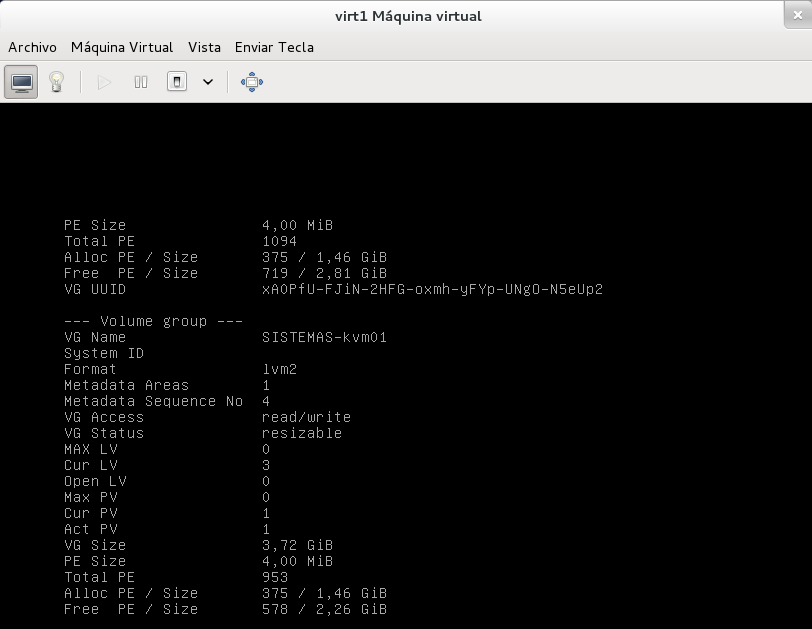 virt1 Máquina virtual
Archivo Máquina Virtual Vista Enviar Tecla
PE Size 4,00 MiB
Total PE 1094
Alloc PE / Size 375 / 1,46 GiB
Free  PE / Size 719 / 2,81 GiB
VG UUID xAOPfU-FJiN-2HFG-oxmh-yFYp-UNgO-N5eUp2
--- Volume group ---
VG Name SISTEMAS-kvm01
System ID
Format lvm2
Metadata Areas 1
Metadata Sequence No 4
VG Access read/write
VG Status resizable
MAX LV 0
Cur LV 3
Open LV 0
Max PV 0
Cur PV 1
Act PV 1
VG Size 3,72 GiB
PE Size 4,00 MiB
Total PE 953
Alloc PE / Size 375 / 1,46 GiB
Free  PE / Size 578 / 2,26 GiB